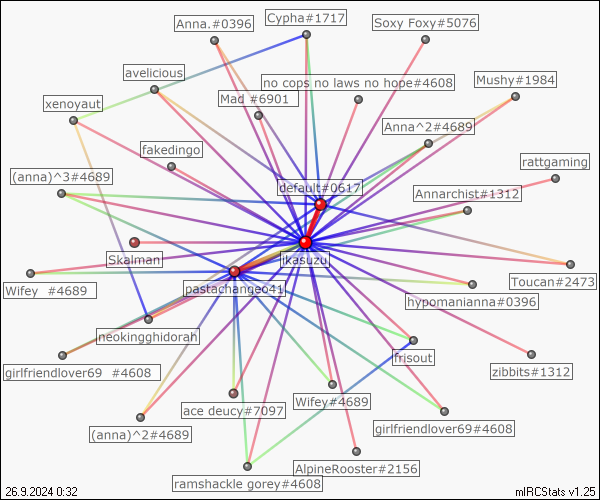 Cypha#1717
Anna.#0396
Soxy Foxy#5076
avelicious
no cops no laws no hope#4608
Mushy#1984
xenoyaut
Mad #6901
Anna^2#4689
fakedingo
rattgaming
(anna)^3#4689
default#0617
Annarchist#1312
Skalman
jkasuzu
Wifey #4689
pastachangeo41
Toucan#2473
hypomanianna#0396
neokingghidorah
frisout
girlfriendlover69 #4608
zibbits#1312
ace deucy#7097
Wifey#4689
(anna)^2#4689
girlfriendlover69#4608
AlpineRooster#2156
ramshackle gorey#4608
26.9.2024 0:32
mIRCStats v1.25